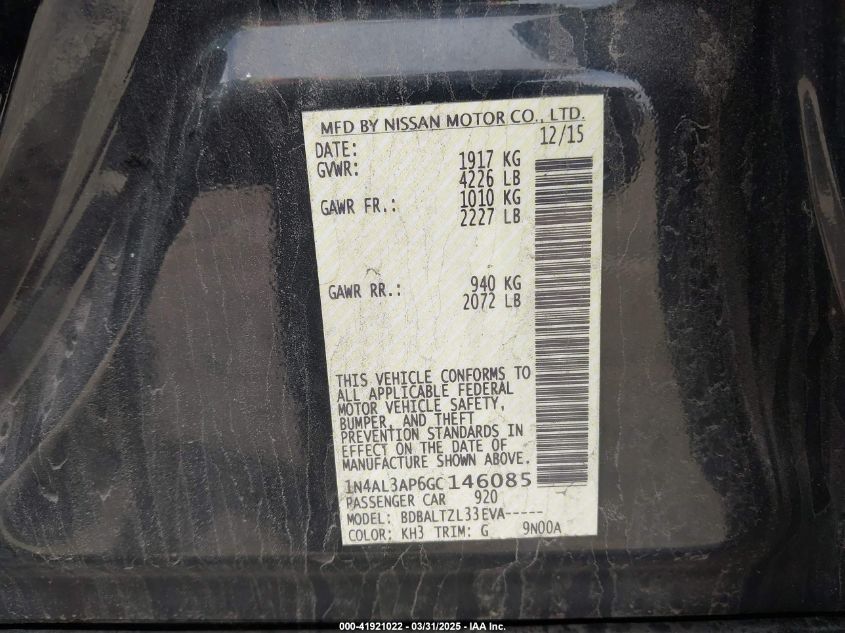 MFD BY NISSAN MOTOR CO., LTD.
DATE: 12/15
GVWR: 1917 KG
4226 LB
GAWR FR.: 1010 KG
2227 LB
GAWR RR.: 940 KG
2072 LB
THIS VEHICLE CONFORMS TO
ALL APPLICABLE FEDERAL
MOTOR VEHICLE SAFETY,
BUMPER, AND THEFT
PREVENTION STANDARDS IN
EFFECT ON THE DATE OF
MANUFACTURE SHOWN ABOVE.
1N4AL3AP6GC146085
PASSENGER CAR 920
MODEL: BDBALTZL33EVA-----
COLOR: KH3 TRIM: G 9N00A
000-41921022 - 03/31/2025 - IAA Inc.